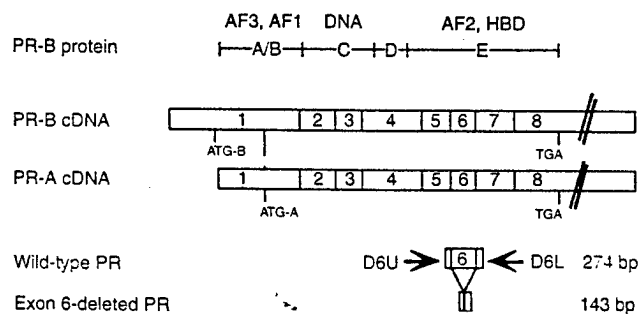 AF3, AF1 DNA AF2, HBD
PR-B protein A/B C D E
PR-B cDNA 1 2 3 4 5 6 7 8
ATG-B TGA
PR-A cDNA 1 2 3 4 5 6 7 8
ATG-A TGA
Wild-type PR D6U 6 D6L 274 bp
Exon 6-deleted PR 143 bp